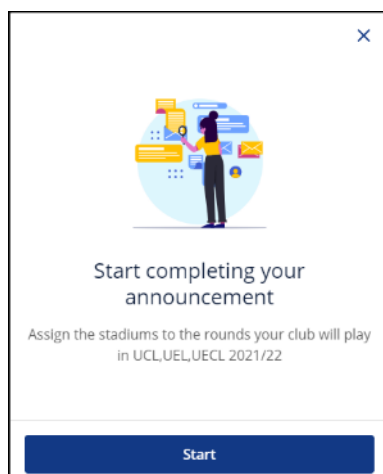 Start completing your
announcement
Assign the stadiums to the rounds your club will play
in UCL,UEL,UECL 2021/22
Start